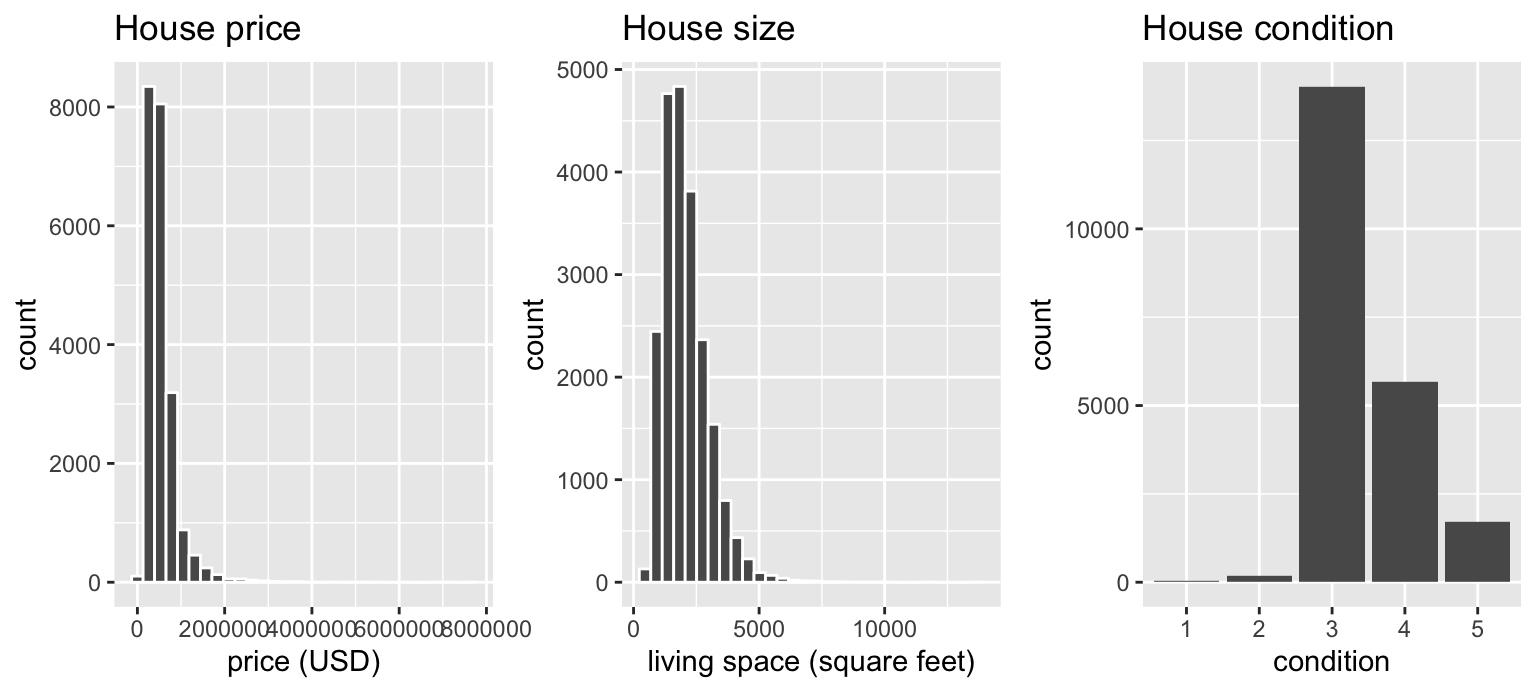 House price
8000
6000
4000
2000
0
count
0 2000000 4000000 6000000 8000000
price (USD)
House size
5000
4000
3000
2000
1000
0
count
0 5000 10000
living space (square feet)
House condition
10000
5000
0
count
1 2 3 4 5
condition